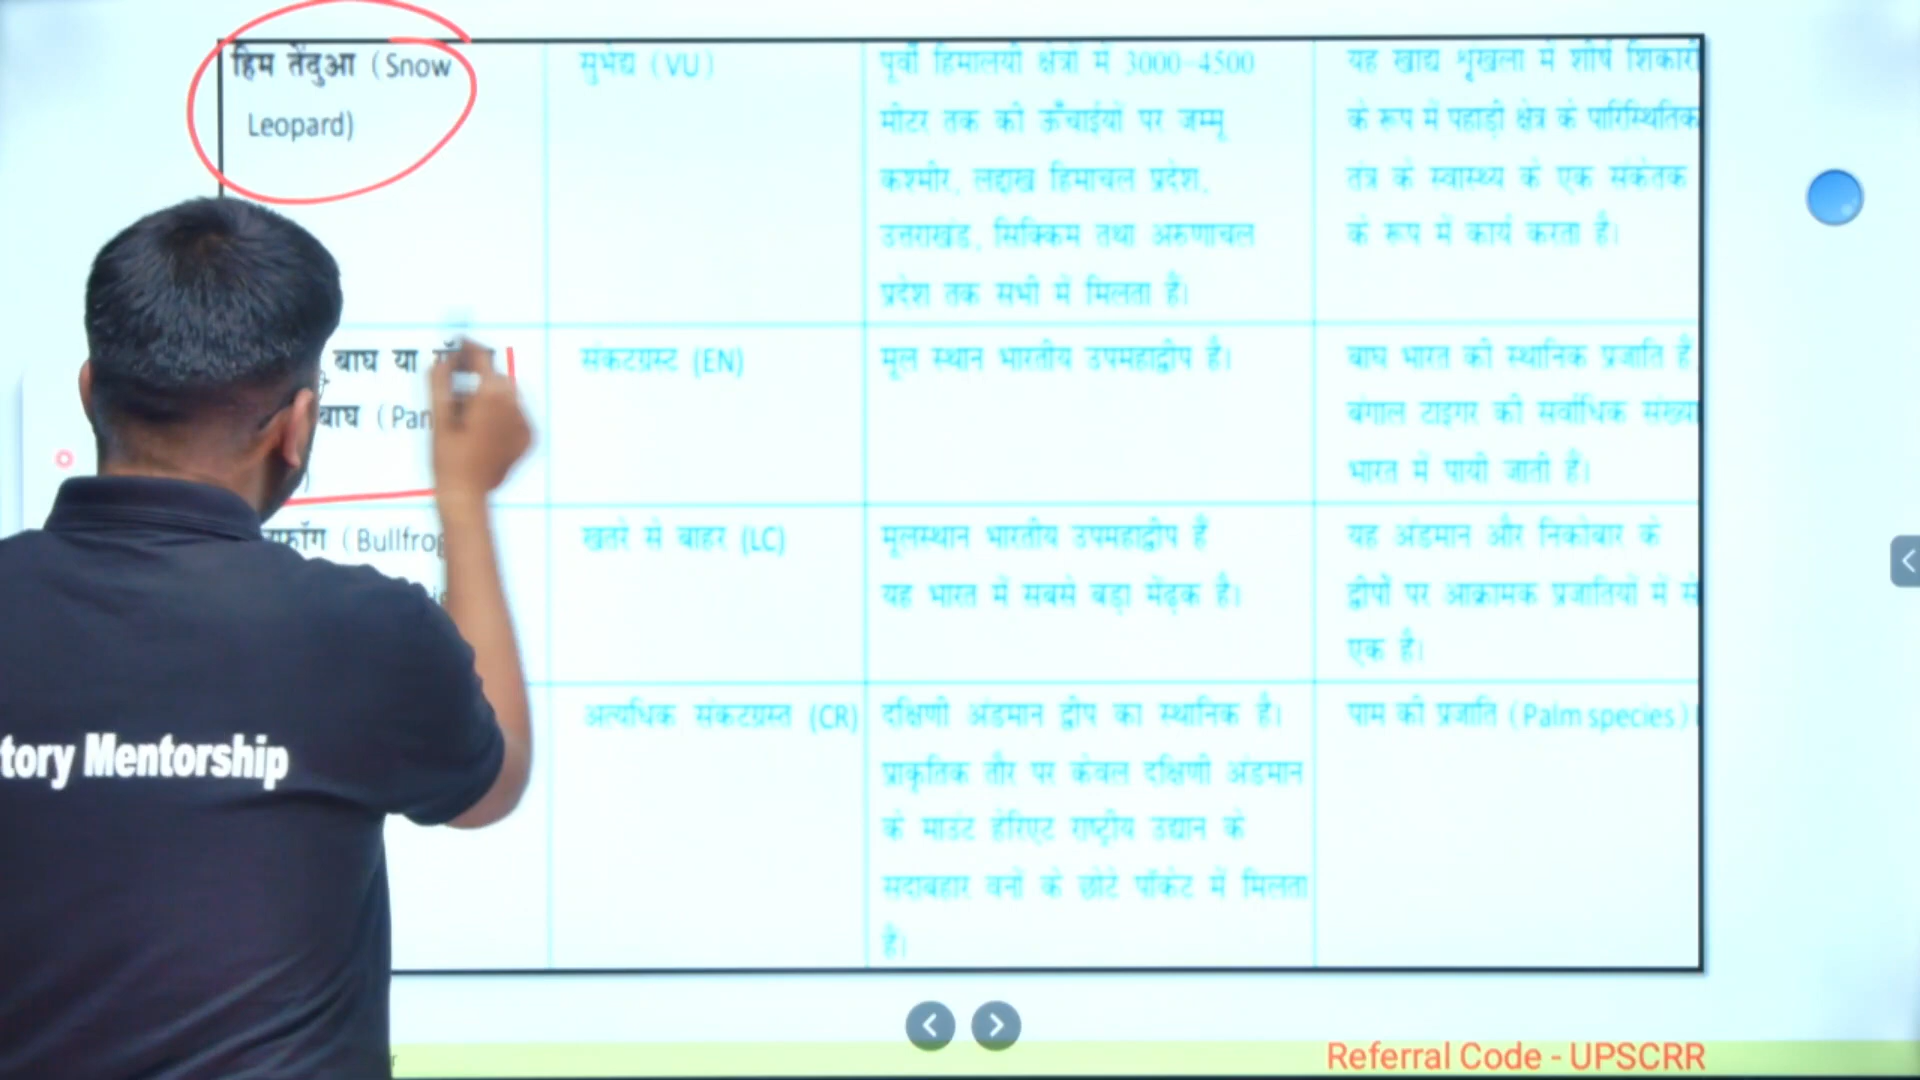 हिम तेंदुआ (Snow
Leopard)
सुभेद्य (VU)
पूर्वी हिमालयी क्षेत्रों में 3000-4500
मीटर तक की ऊँचाईयों पर जम्मू
कश्मीर, लद्दाख हिमाचल प्रदेश,
उत्तराखंड, सिक्किम तथा अरुणाचल
प्रदेश तक सभी में मिलता है।
यह खाद्य शृंखला में शीर्ष शिकारी
के रूप में पहाड़ी क्षेत्र के पारिस्थितिक
तंत्र के स्वास्थ्य के एक संकेतक
के रूप में कार्य करता है।
बाघ या
बाघ (Pan
संकटग्रस्ट (EN)
मूल स्थान भारतीय उपमहाद्वीप है।
बाघ भारत की स्थानिक प्रजाति है
बंगाल टाइगर की सर्वाधिक संख्या
भारत में पायी जाती है।
(Bullfrog
खतरे से बाहर (LC)
मूलस्थान भारतीय उपमहाद्वीप है
यह भारत में सबसे बड़ा मेंढ़क है।
यह अंडमान और निकोबार के
द्वीपों पर आक्रामक प्रजातियों में से
एक है।
अत्यधिक संकटग्रस्त (CR)
दक्षिणी अंडमान द्वीप का स्थानिक है।
प्राकृतिक तौर पर केवल दक्षिणी अंडमान
के माउंट हेरिएट राष्ट्रीय उद्यान के
सदाबहार वनों के छोटे पॉकेट में मिलता
है।
पाम की प्रजाति (Palm species)
tory Mentorship
Referral Code - UPSCRR